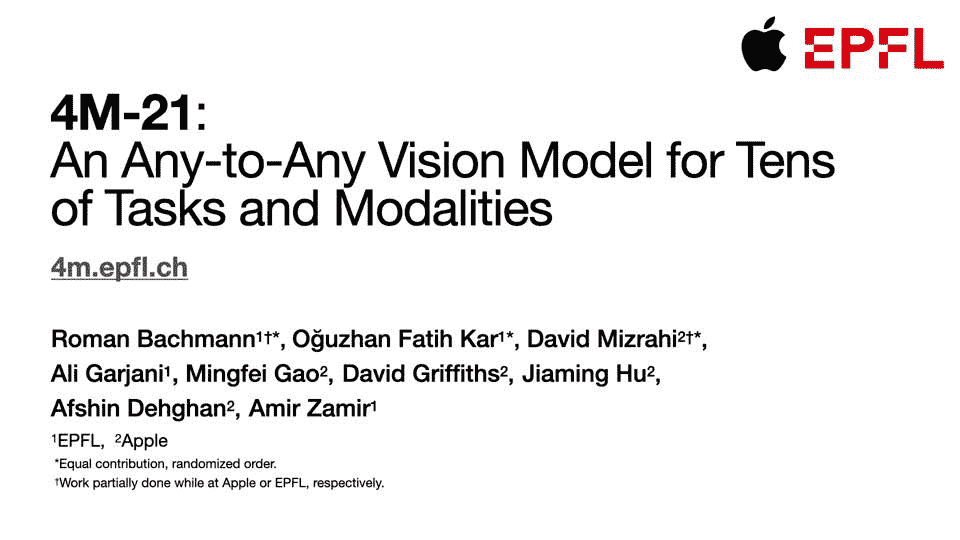 EPFL
4M-21:
An Any-to-Any Vision Model for Tens
of Tasks and Modalities
4m.epfl.ch
Roman Bachmann¹†*, Oğuzhan Fatih Kar¹*, David Mizrahi²†*,
Ali Garjani¹, Mingfei Gao², David Griffiths², Jiaming Hu²,
Afshin Dehghan², Amir Zamir¹
¹EPFL, ²Apple
*Equal contribution, randomized order.
†Work partially done while at Apple or EPFL, respectively.